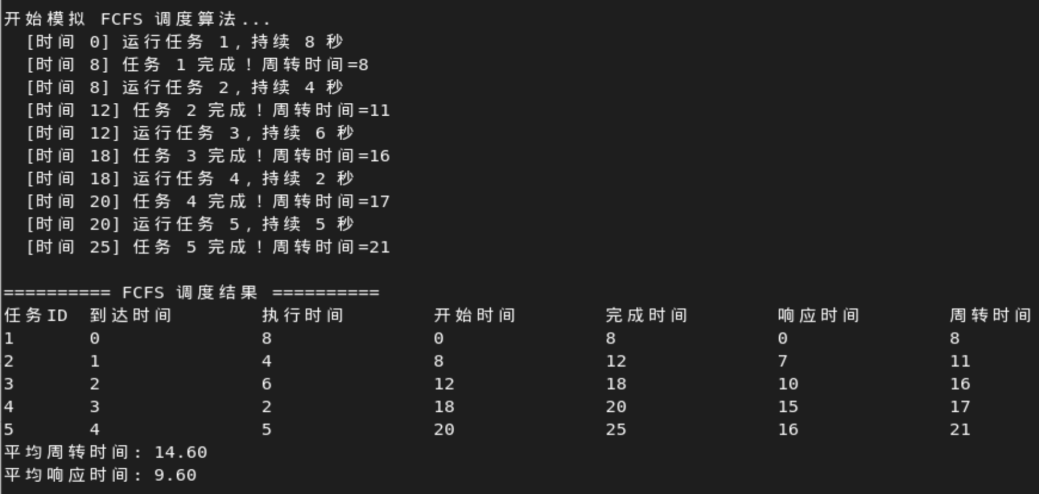 开始模拟 FCFS 调度算法...
[时间 0] 运行任务 1,持续 8 秒
[时间 8] 任务 1 完成！周转时间=8
[时间 8] 运行任务 2,持续 4 秒
[时间 12] 任务 2 完成！周转时间=11
[时间 12] 运行任务 3,持续 6 秒
[时间 18] 任务 3 完成！周转时间=16
[时间 18] 运行任务 4,持续 2 秒
[时间 20] 任务 4 完成！周转时间=17
[时间 20] 运行任务 5,持续 5 秒
[时间 25] 任务 5 完成！周转时间=21
========== FCFS 调度结果 ==========
任务ID 到达时间 执行时间 开始时间 完成时间 响应时间 周转时间
1 0 8 0 8 0 8
2 1 4 8 12 7 11
3 2 6 12 18 10 16
4 3 2 18 20 15 17
5 4 5 20 25 16 21
平均周转时间: 14.60
平均响应时间: 9.60